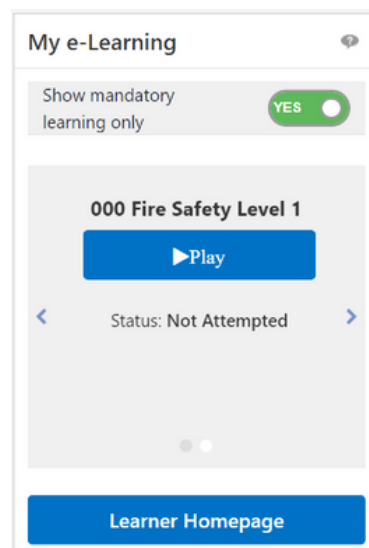 My e-Learning
Show mandatory
learning only
YES
000 Fire Safety Level 1
Play
Status: Not Attempted
Learner Homepage